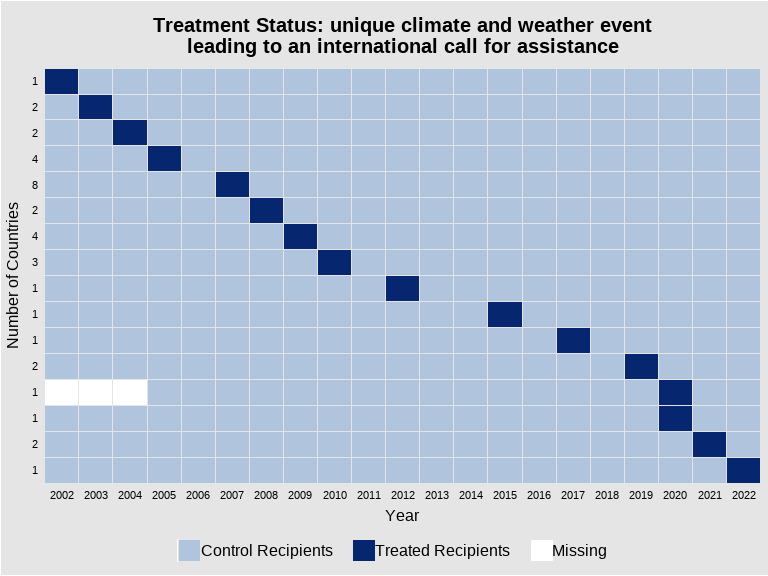 Treatment Status: unique climate and weather event
leading to an international call for assistance
Number of Countries
1
2
2
4
8
2
4
3
1
1
1
2
1
1
2
1
2002 2003 2004 2005 2006 2007 2008 2009 2010 2011 2012 2013 2014 2015 2016 2017 2018 2019 2020 2021 2022
Year
Control Recipients Treated Recipients Missing